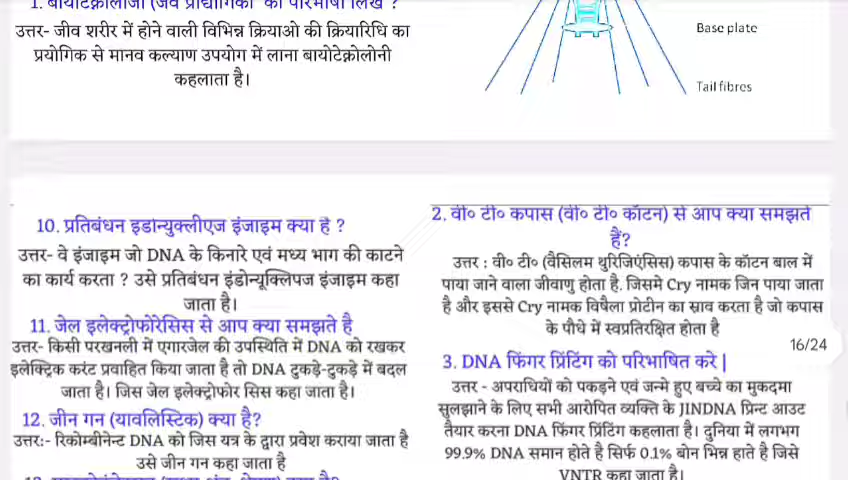 1. बायोटेक्नोलॉजी (जैव प्रौद्योगिकी को परिभाषा लिखें ?
उत्तर- जीव शरीर में होने वाली विभिन्न क्रियाओ की क्रियारिधि का
प्रयोगिक से मानव कल्याण उपयोग में लाना बायोटेक्नोलोनी
कहलाता है।
Base plate
Tail fibres
10. प्रतिबंधन इडान्युक्लीएज इंजाइम क्या है ?
उत्तर- वे इंजाइम जो DNA के किनारे एवं मध्य भाग की काटने
का कार्य करता ? उसे प्रतिबंधन इंडोन्यूक्लिपज इंजाइम कहा
जाता है।
11. जेल इलेक्ट्रोफोरेसिस से आप क्या समझते है
उत्तर- किसी परखनली में एगारजेल की उपस्थिति में DNA को रखकर
इलेक्ट्रिक करंट प्रवाहित किया जाता है तो DNA टुकड़े-टुकड़े में बदल
जाता है। जिस जेल इलेक्ट्रोफोर सिस कहा जाता है।
12. जीन गन (यावलिस्टिक) क्या है?
उत्तर:- रिकोम्बीनेन्ट DNA को जिस यत्र के द्वारा प्रवेश कराया जाता है
उसे जीन गन कहा जाता है
2. वी० टी० कपास (वी० टी० कॉटन) से आप क्या समझते
हैं?
उत्तर : वी० टी० (वैसिलम थुरिजिएंसिस) कपास के कॉटन बाल में
पाया जाने वाला जीवाणु होता है. जिसमे Cry नामक जिन पाया जाता
है और इससे Cry नामक विषैला प्रोटीन का स्राव करता है जो कपास
के पौधे में स्वप्रतिरक्षित होता है
16/24
3. DNA फिंगर प्रिंटिंग को परिभाषित करे |
उत्तर - अपराधियों को पकड़ने एवं जन्मे हुए बच्चे का मुकदमा
सुलझाने के लिए सभी आरोपित व्यक्ति के JINDNA प्रिन्ट आउट
तैयार करना DNA फिंगर प्रिंटिंग कहलाता है। दुनिया में लगभग
99.9% DNA समान होते है सिर्फ 0.1% बोन भिन्न हाते है जिसे
VNTR कहा जाता है।